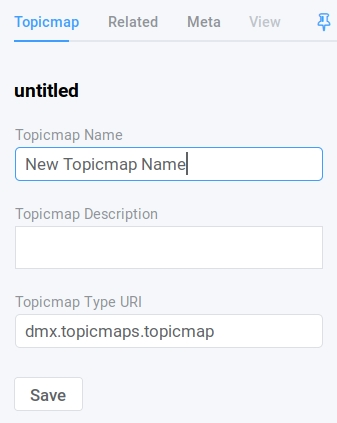 Topicmap Related Meta View
untitled
Topicmap Name
New Topicmap Name
Topicmap Description
Topicmap Type URI
dmx.topicmaps.topicmap
Save